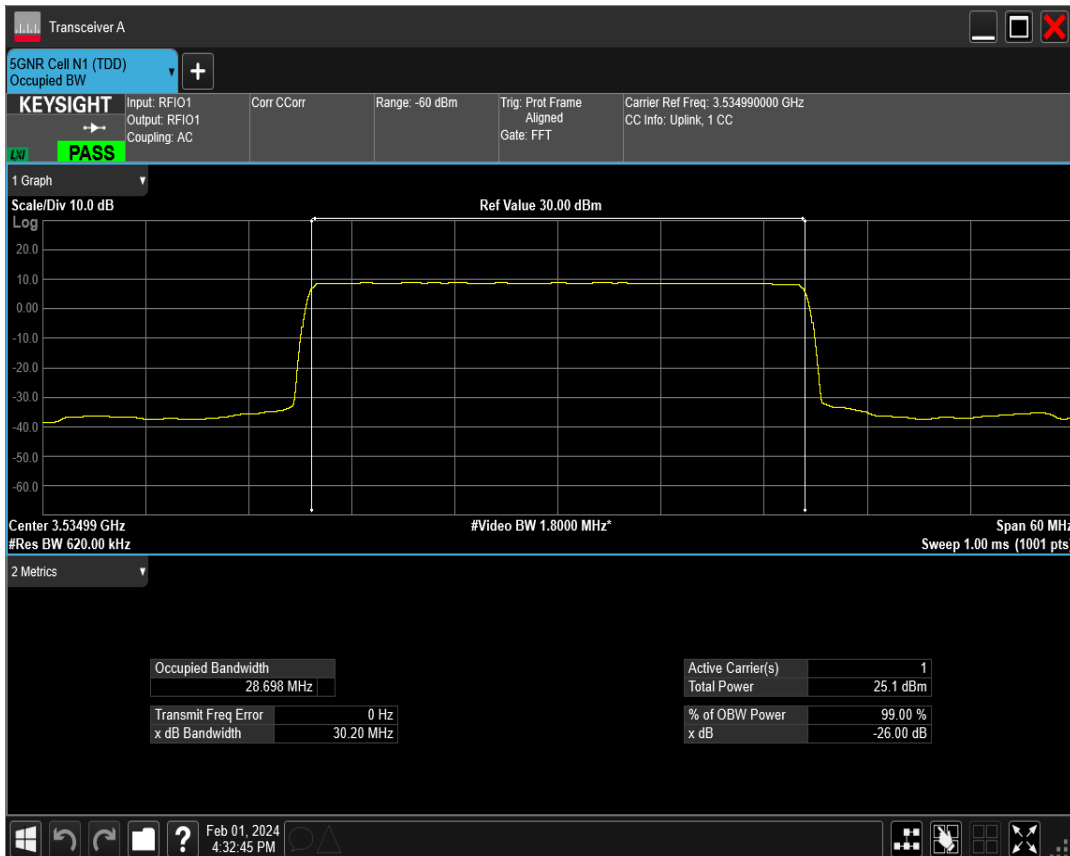 Transceiver A
5GNR Cell N1 (TDD)
Occupied BW
+
KEYSIGHT
LXI
PASS
Input: RFIO1
Output: RFIO1
Coupling: AC
Corr CCorr
Range: -60 dBm
Trig: Prot Frame
Aligned
Gate: FFT
Carrier Ref Freq: 3.534990000 GHz
CC Info: Uplink, 1 CC
1 Graph
Scale/Div 10.0 dB
Ref Value 30.00 dBm
Log
20.0
10.0
0.00
-10.0
-20.0
-30.0
-40.0
-50.0
-60.0
Center 3.53499 GHz
#Video BW 1.8000 MHz*
Span 60 MHz
#Res BW 620.00 kHz
Sweep 1.00 ms (1001 pts)
2 Metrics
Occupied Bandwidth
28.698 MHz
Transmit Freq Error 0 Hz
x dB Bandwidth 30.20 MHz
Active Carrier(s) 1
Total Power 25.1 dBm
% of OBW Power 99.00 %
x dB -26.00 dB
?
Feb 01, 2024
4:32:45 PM